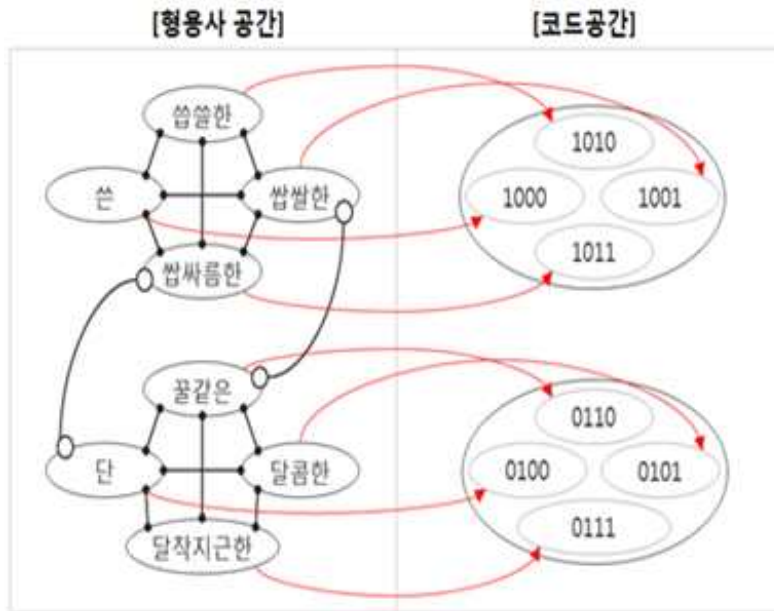 [형용사 공간]
[코드공간]
씁쓸한
쓴
쌉쌀한
쌉싸름한
꿀같은
단
달콤한
달착지근한
1010
1000
1001
1011
0110
0100
0101
0111